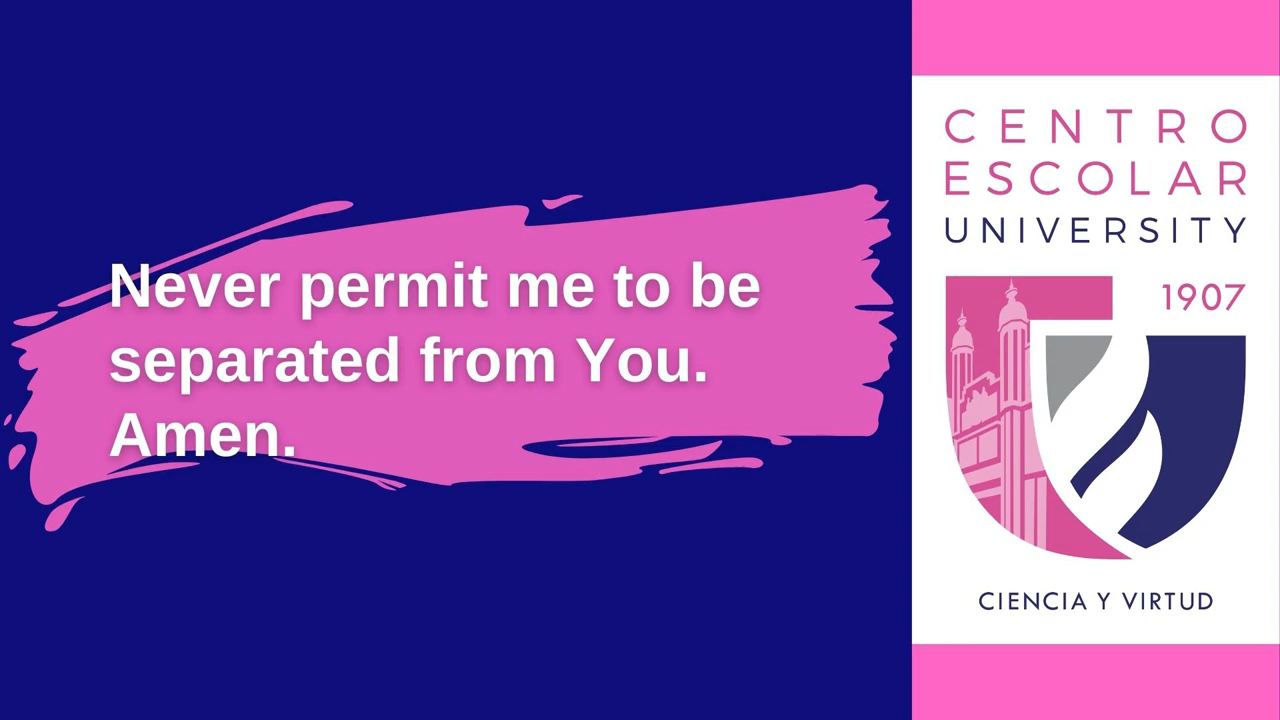 Never permit me to be
separated from You.
Amen.
CENTRO
ESCOLAR
UNIVERSITY
1907
CIENCIA Y VIRTUD